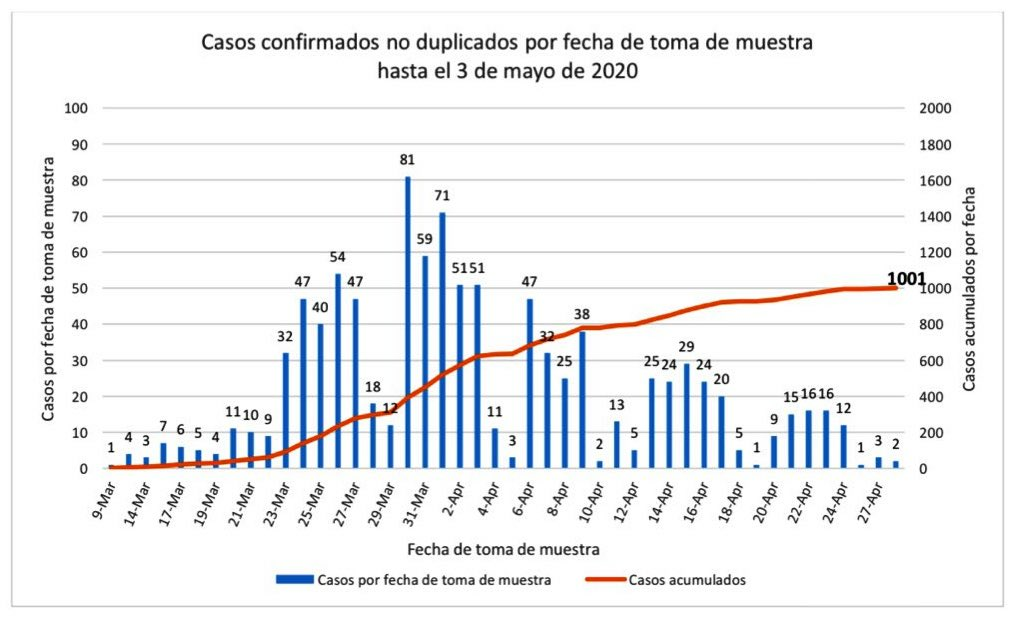 Casos confirmados no duplicados por fecha de toma de muestra
hasta el 3 de mayo de 2020
Casos por fecha de toma de muestra
100
90
80
70
60
50
40
30
20
10
0
1
4
3
7
6
5
4
11
10
9
32
47
40
54
47
18
12
81
59
71
51
51
11
3
47
32
25
38
2
13
5
25
24
29
24
20
5
1
9
15
16
16
12
1
3
2
1001
2000
1800
1600
1400
1200
1000
800
600
400
200
0
Casos acumulados por fecha
9-Mar
14-Mar
17-Mar
19-Mar
21-Mar
23-Mar
25-Mar
27-Mar
29-Mar
31-Mar
2-Apr
4-Apr
6-Apr
8-Apr
10-Apr
12-Apr
14-Apr
16-Apr
18-Apr
20-Apr
22-Apr
24-Apr
27-Apr
Fecha de toma de muestra
Casos por fecha de toma de muestra
Casos acumulados